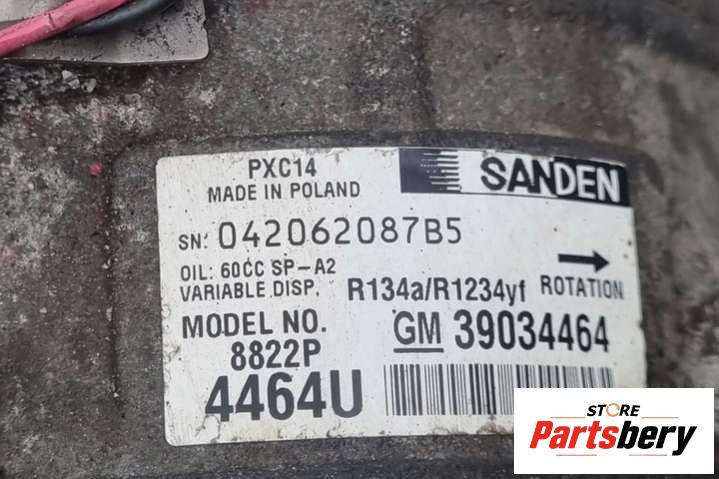 PXC14
MADE IN POLAND
SANDEN
SN: 042062087B5
OIL: 60CC SP-A2
VARIABLE DISP.
R134a/R1234yf
ROTATION
MODEL NO.
8822P
GM 39034464
4464U
STORE
Partsbery